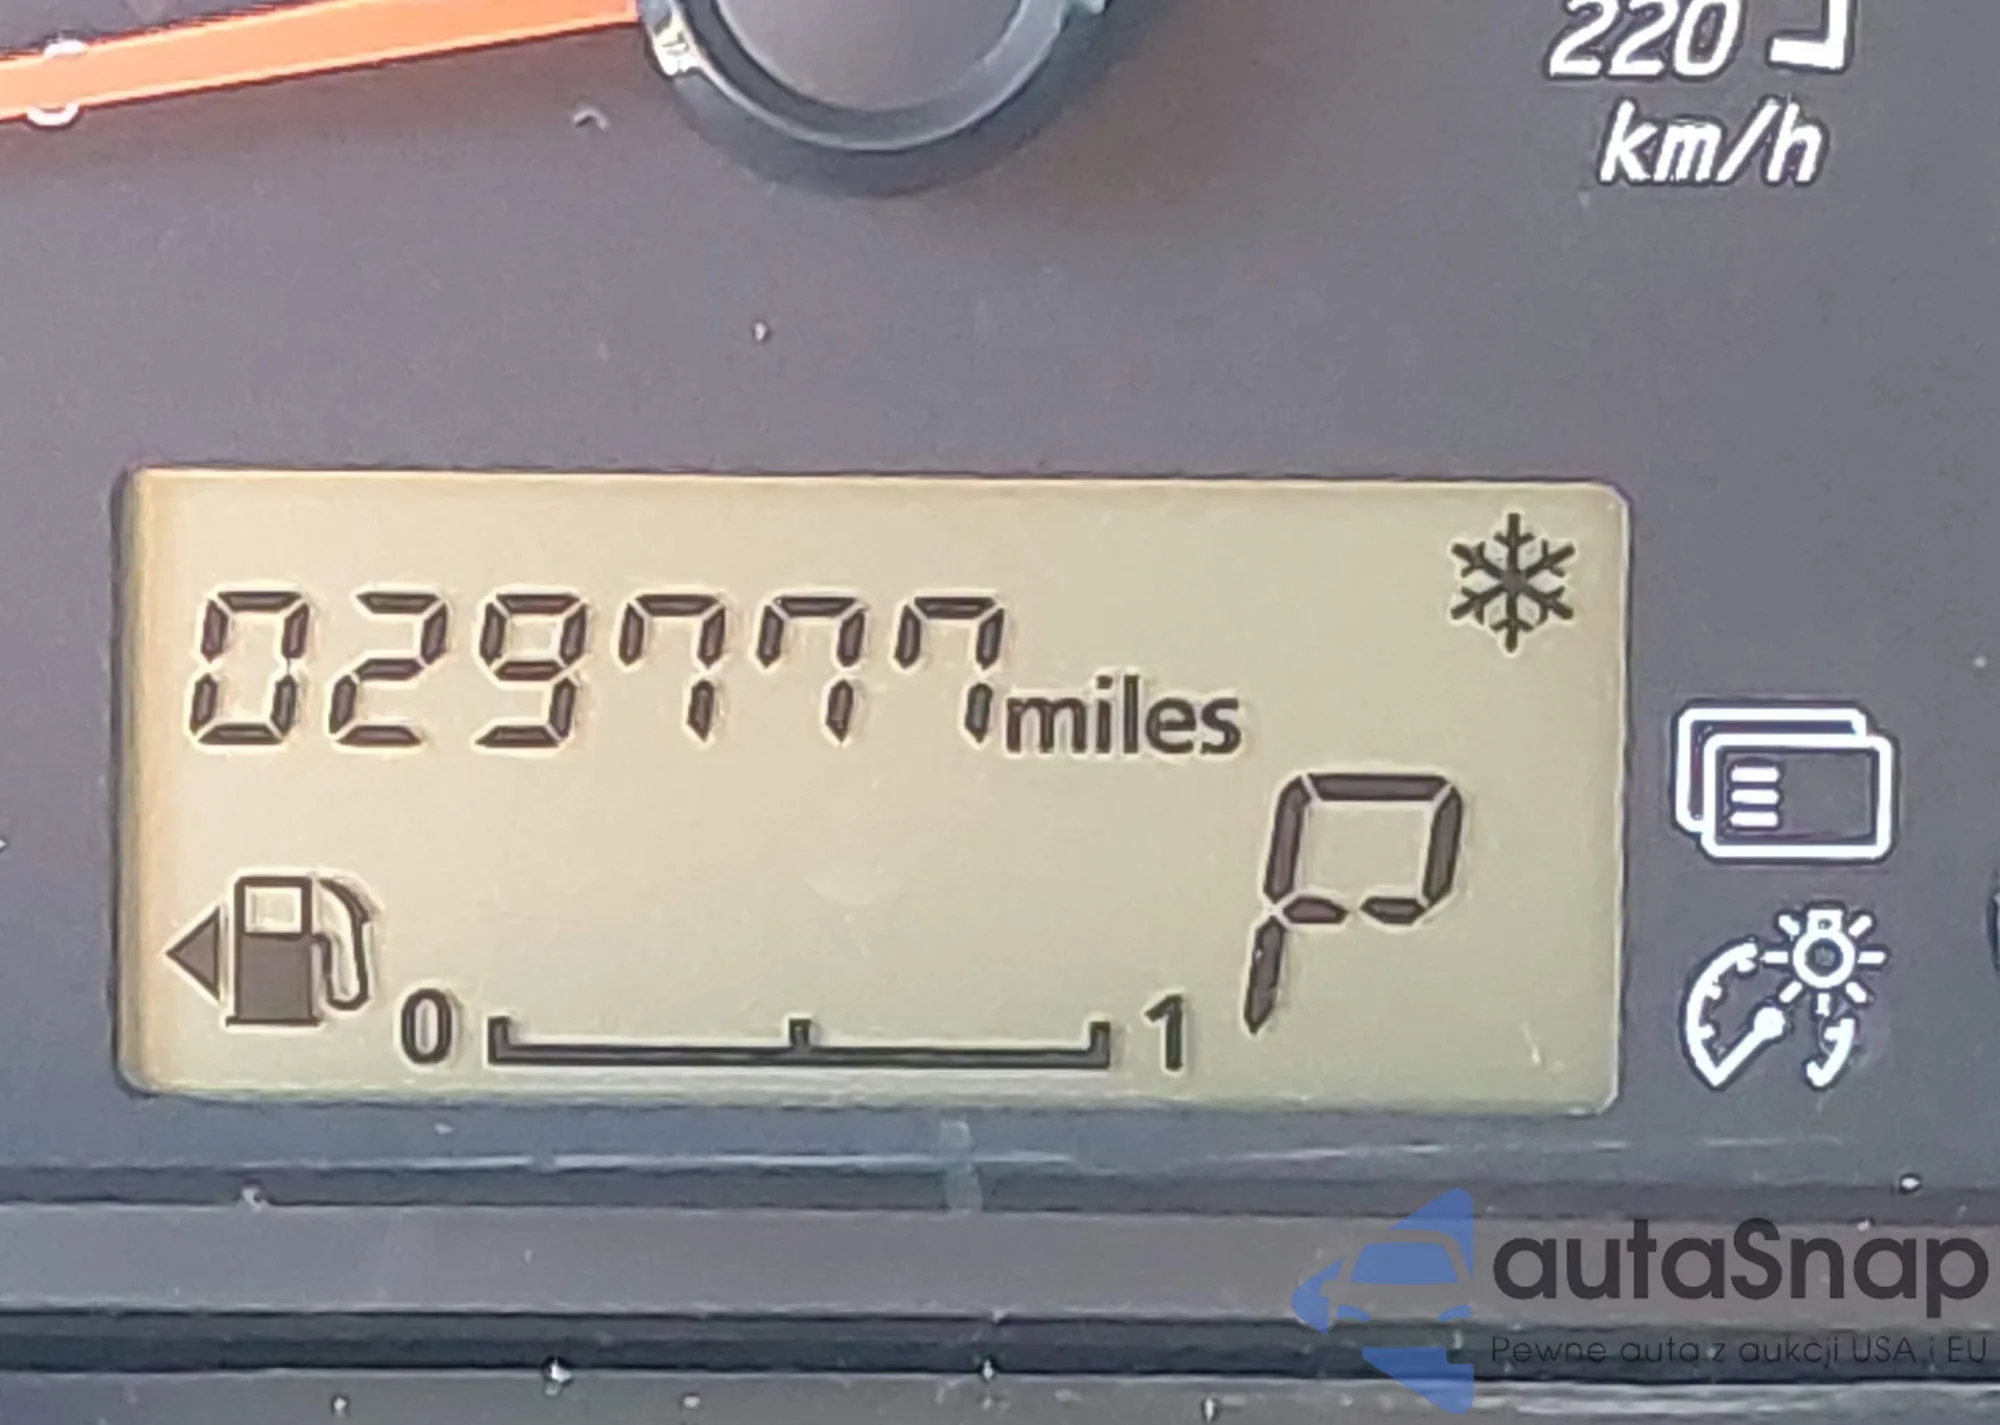 220
km/h
029777 miles
P
0 1
autaSnap
Pewne auta z aukcji USA i EU